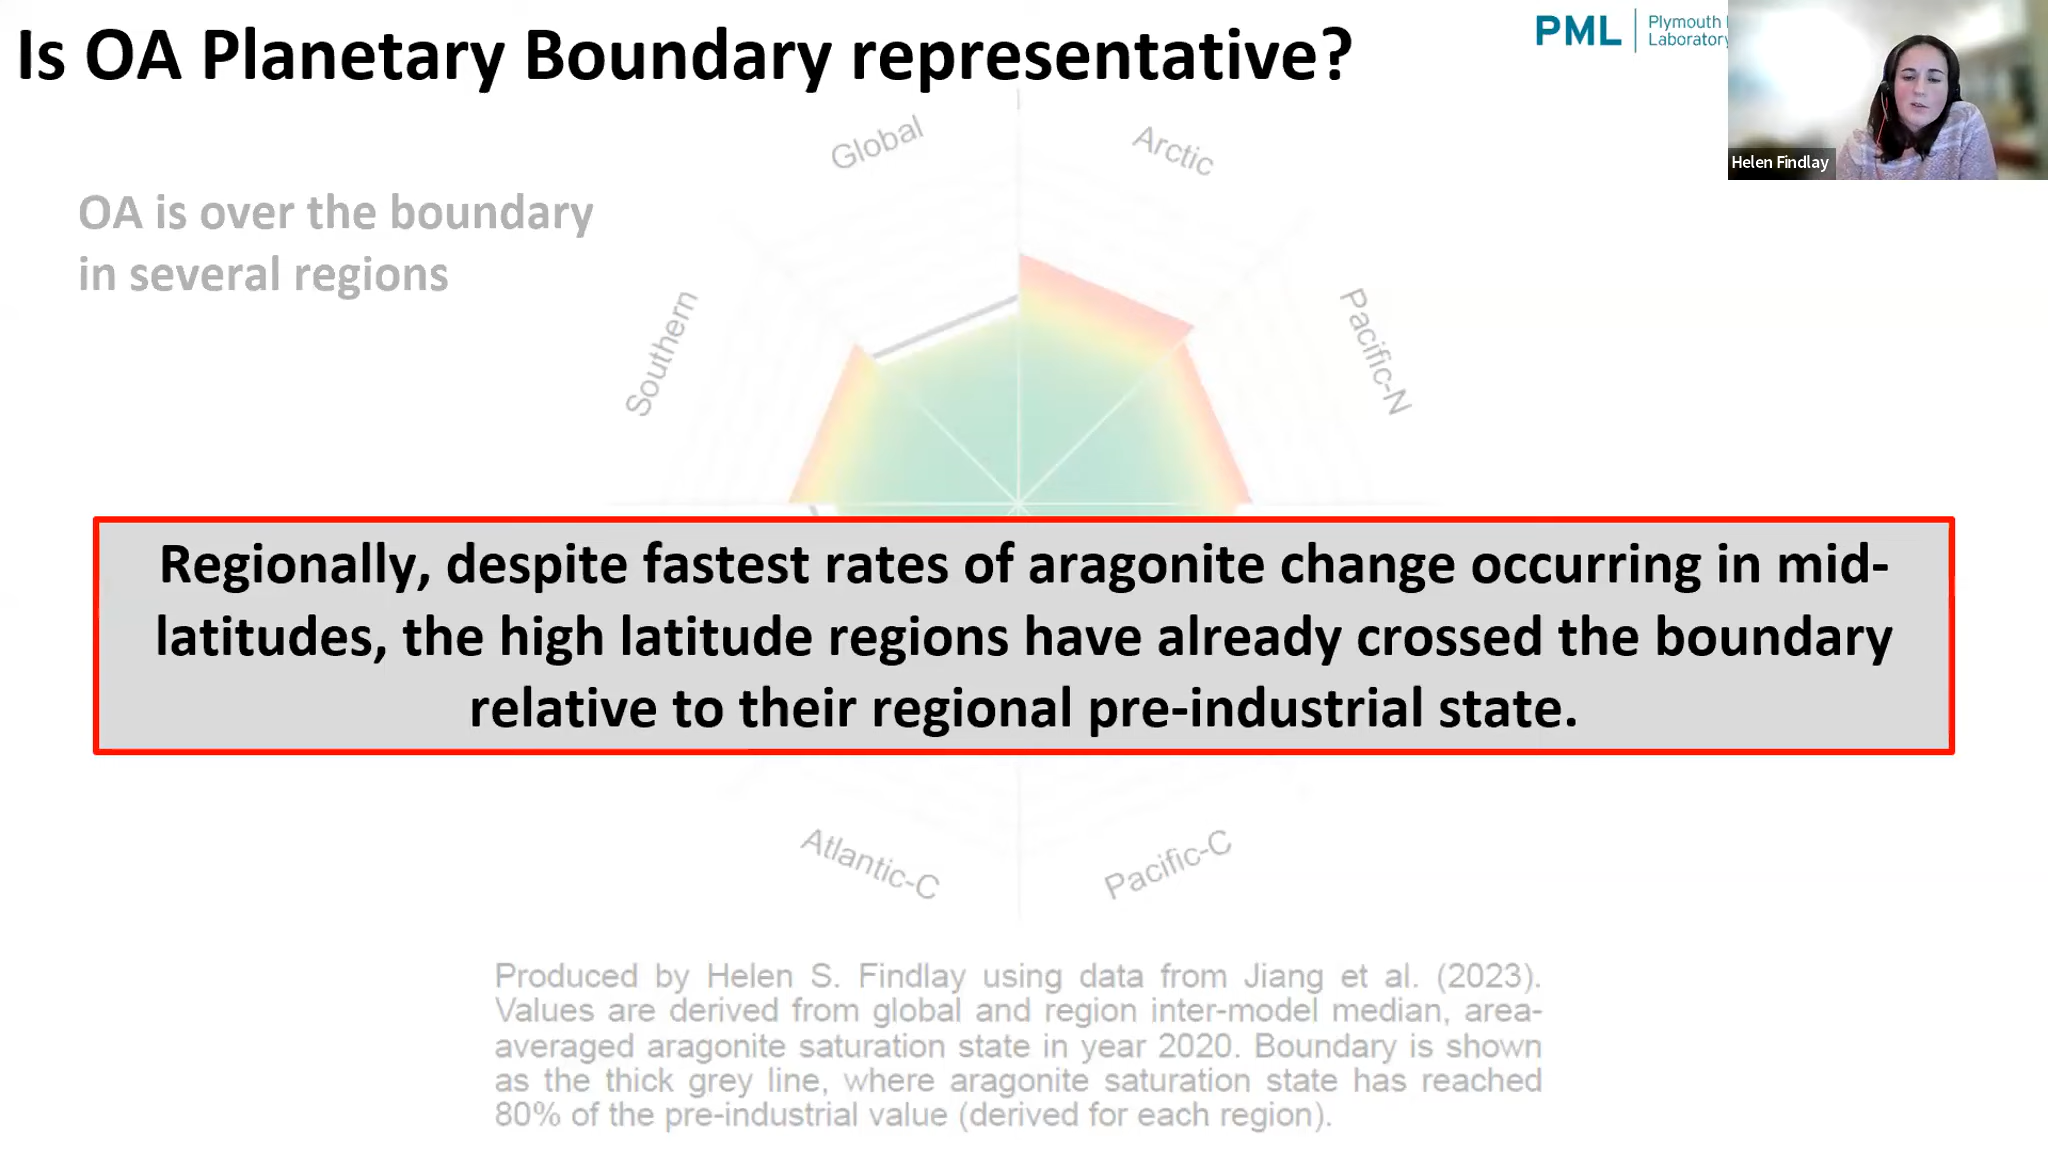 Is OA Planetary Boundary representative?
PML
Plymouth
Laboratory
Helen Findlay
Global
Arctic
OA is over the boundary
in several regions
Southern
Pacific-N
Regionally, despite fastest rates of aragonite change occurring in mid-
latitudes, the high latitude regions have already crossed the boundary
relative to their regional pre-industrial state.
Atlantic-C
Pacific-C
Produced by Helen S. Findlay using data from Jiang et al. (2023).
Values are derived from global and region inter-model median, area-
averaged aragonite saturation state in year 2020. Boundary is shown
as the thick grey line, where aragonite saturation state has reached
80% of the pre-industrial value (derived for each region).